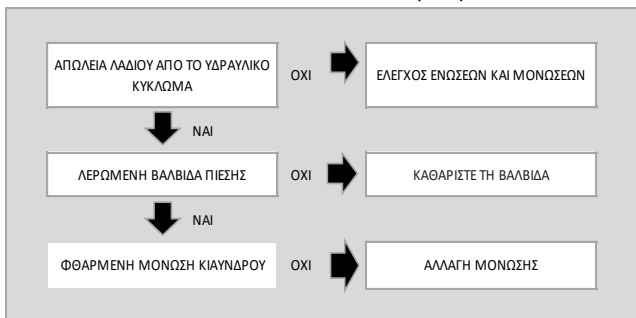 ΑΠΩΛΕΙΑ ΛΑΔΙΟΥ ΑΠΟ ΤΟ ΥΔΡΑΥΛΙΚΟ
ΚΥΚΛΩΜΑ
ΟΧΙ
ΕΛΕΓΧΟΣ ΕΝΩΣΕΩΝ ΚΑΙ ΜΟΝΩΣΕΩΝ
ΝΑΙ
ΛΕΡΩΜΕΝΗ ΒΑΛΒΙΔΑ ΠΙΕΣΗΣ
ΟΧΙ
ΚΑΘΑΡΙΣΤΕ ΤΗ ΒΑΛΒΙΔΑ
ΝΑΙ
ΦΘΑΡΜΕΝΗ ΜΟΝΩΣΗ ΚΙΑΥΝΔΡΟΥ
ΟΧΙ
ΑΛΛΑΓΗ ΜΟΝΩΣΗΣ